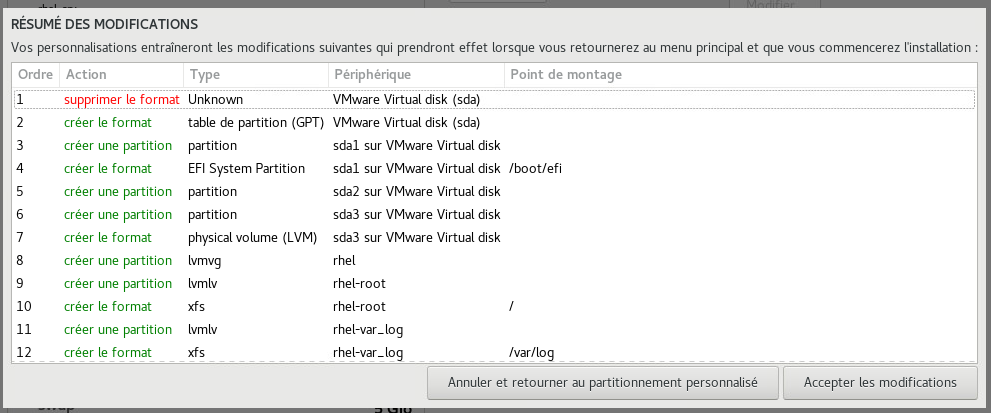 Modifier
RÉSUMÉ DES MODIFICATIONS
Vos personnalisations entraîneront les modifications suivantes qui prendront effet lorsque vous retournerez au menu principal et que vous commencerez l'installation :
Ordre Action Type Périphérique Point de montage
1 supprimer le format Unknown VMware Virtual disk (sda)
2 créer le format table de partition (GPT) VMware Virtual disk (sda)
3 créer une partition partition sda1 sur VMware Virtual disk
4 créer le format EFI System Partition sda1 sur VMware Virtual disk /boot/efi
5 créer une partition partition sda2 sur VMware Virtual disk
6 créer une partition partition sda3 sur VMware Virtual disk
7 créer le format physical volume (LVM) sda3 sur VMware Virtual disk
8 créer une partition lvmvg rhel
9 créer une partition lvmlv rhel-root
10 créer le format xfs rhel-root /
11 créer une partition lvmlv rhel-var_log
12 créer le format xfs rhel-var_log /var/log
Annuler et retourner au partitionnement personnalisé Accepter les modifications
swap 5 Gio